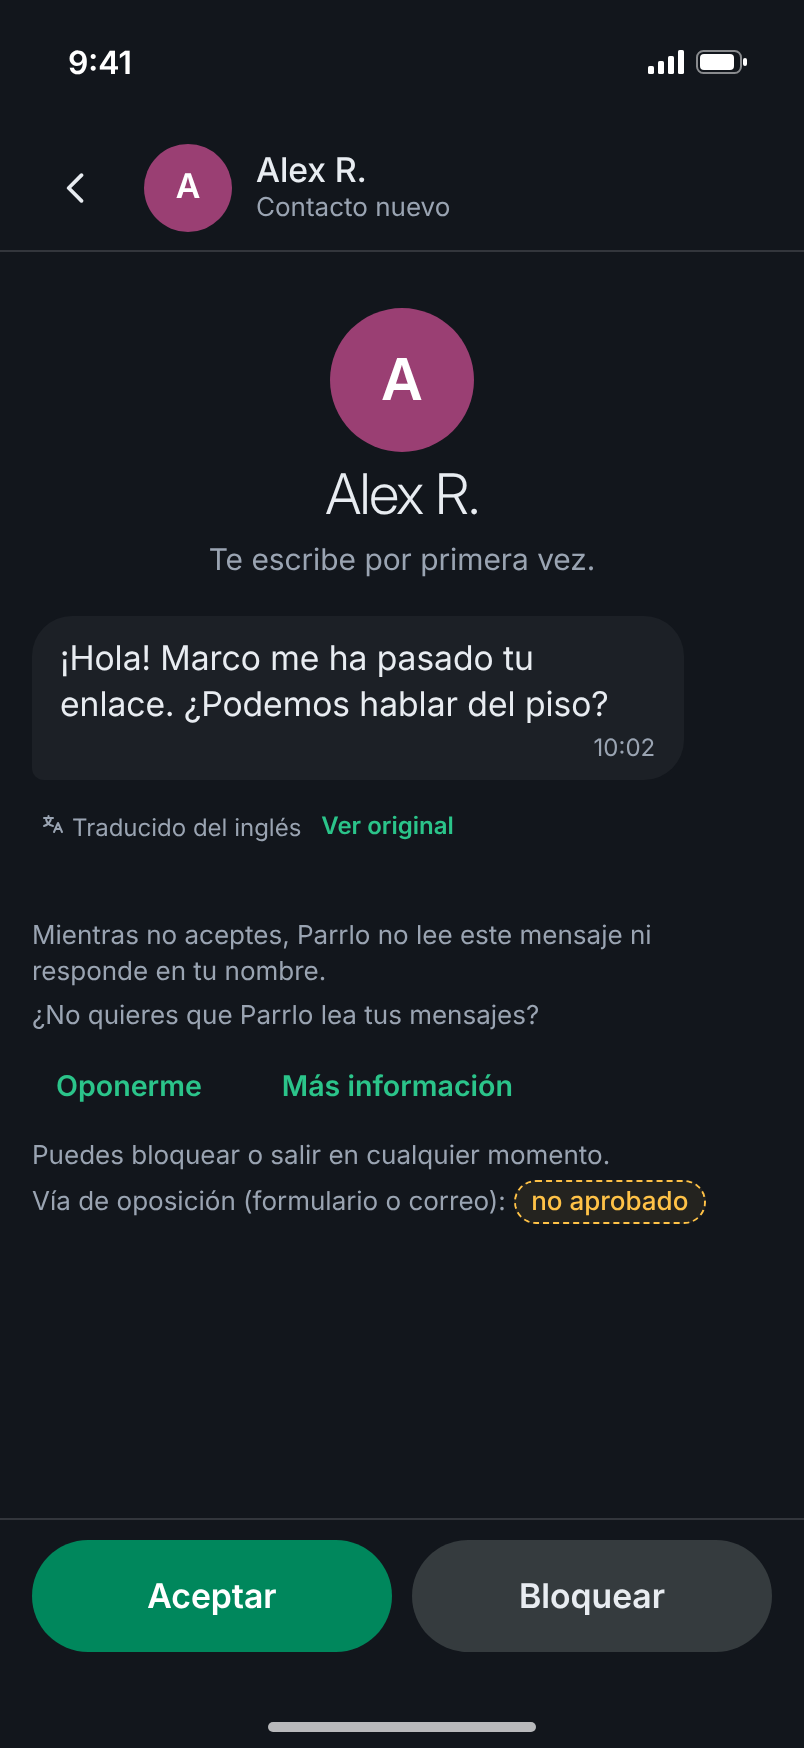 9:41
A
Alex R.
Contacto nuevo
A
Alex R.
Te escribe por primera vez.
¡Hola! Marco me ha pasado tu
enlace. ¿Podemos hablar del piso?
10:02
Traducido del inglés Ver original
Mientras no aceptes, Parrlo no lee este mensaje ni
responde en tu nombre.
¿No quieres que Parrlo lea tus mensajes?
Oponerme Más información
Puedes bloquear o salir en cualquier momento.
Vía de oposición (formulario o correo): no aprobado
Aceptar Bloquear